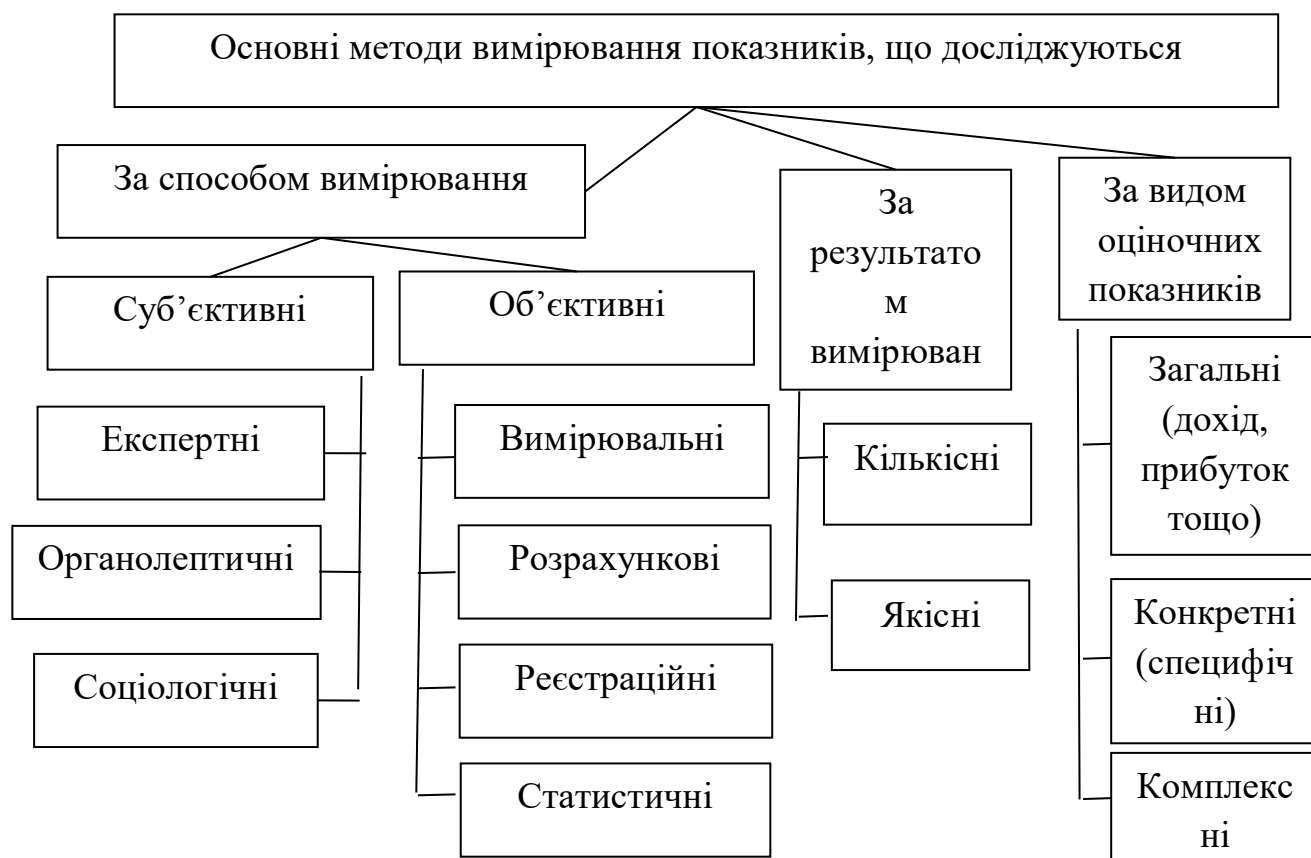 Основні методи вимірювання показників, що досліджуються
За способом вимірювання
За
результато
м
вимірюван
За видом
оціночних
показників
Суб’єктивні
Об’єктивні
Експертні
Органолептичні
Соціологічні
Вимірювальні
Розрахункові
Реєстраційні
Статистичні
Кількісні
Якісні
Загальні
(дохід,
прибуток
тощо)
Конкретні
(специфіч
ні)
Комплекс
ні